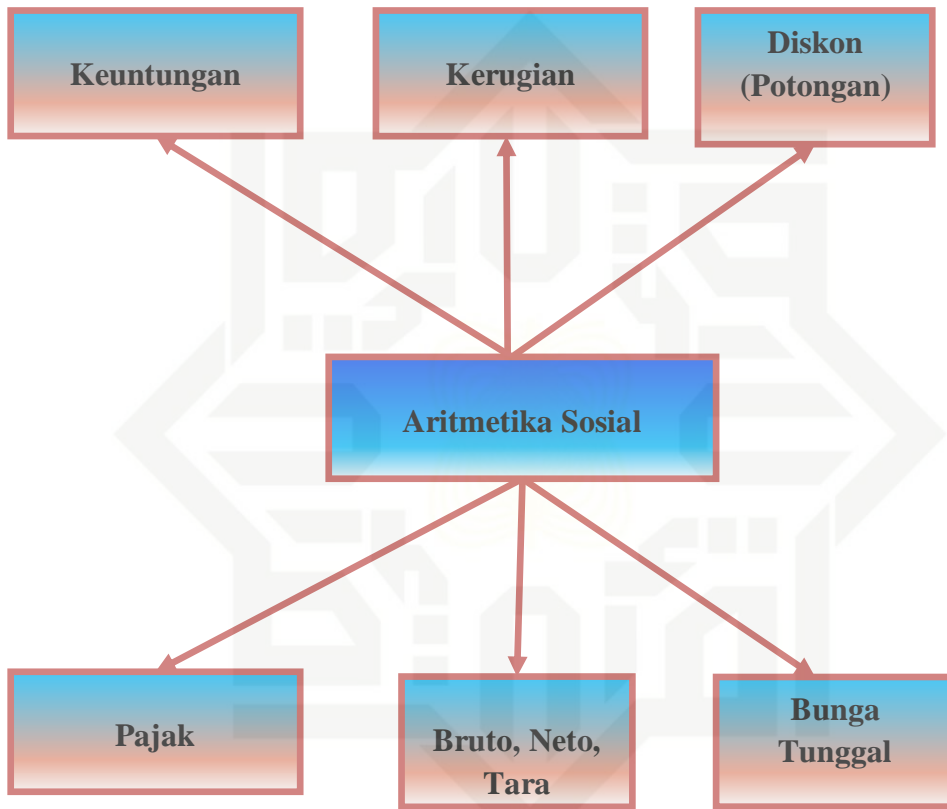 Keuntungan
Kerugian
Diskon
(Potongan)
Aritmetika Sosial
Pajak
Bruto, Neto,
Tara
Bunga
Tunggal